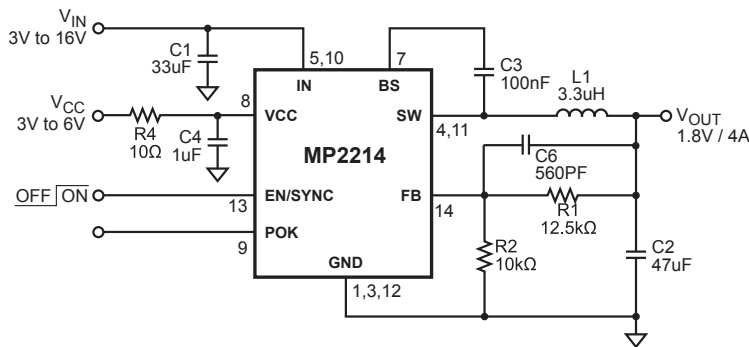 VIN
3V to 16V
C1
33uF
5,10
IN
7
BS
C3
100nF
L1
3.3uH
VCC
3V to 6V
R4
10Ω
8
VCC
C4
1uF
MP2214
SW
4,11
VOUT
1.8V / 4A
C6
560PF
OFF ON
13
EN/SYNC
FB
14
R1
12.5kΩ
9
POK
R2
10kΩ
C2
47uF
GND
1,3,12